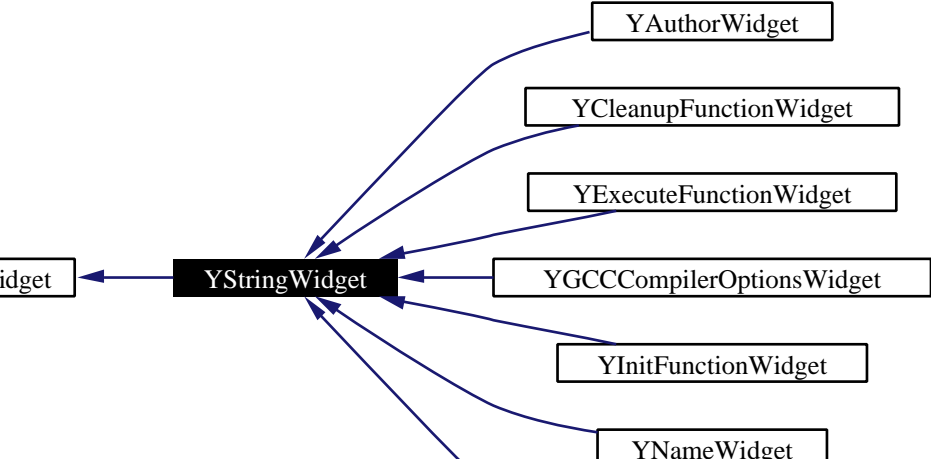 YAuthorWidget
YCleanupFunctionWidget
YExecuteFunctionWidget
idget
YStringWidget
YGCCCompilerOptionsWidget
YInitFunctionWidget
YNameWidget